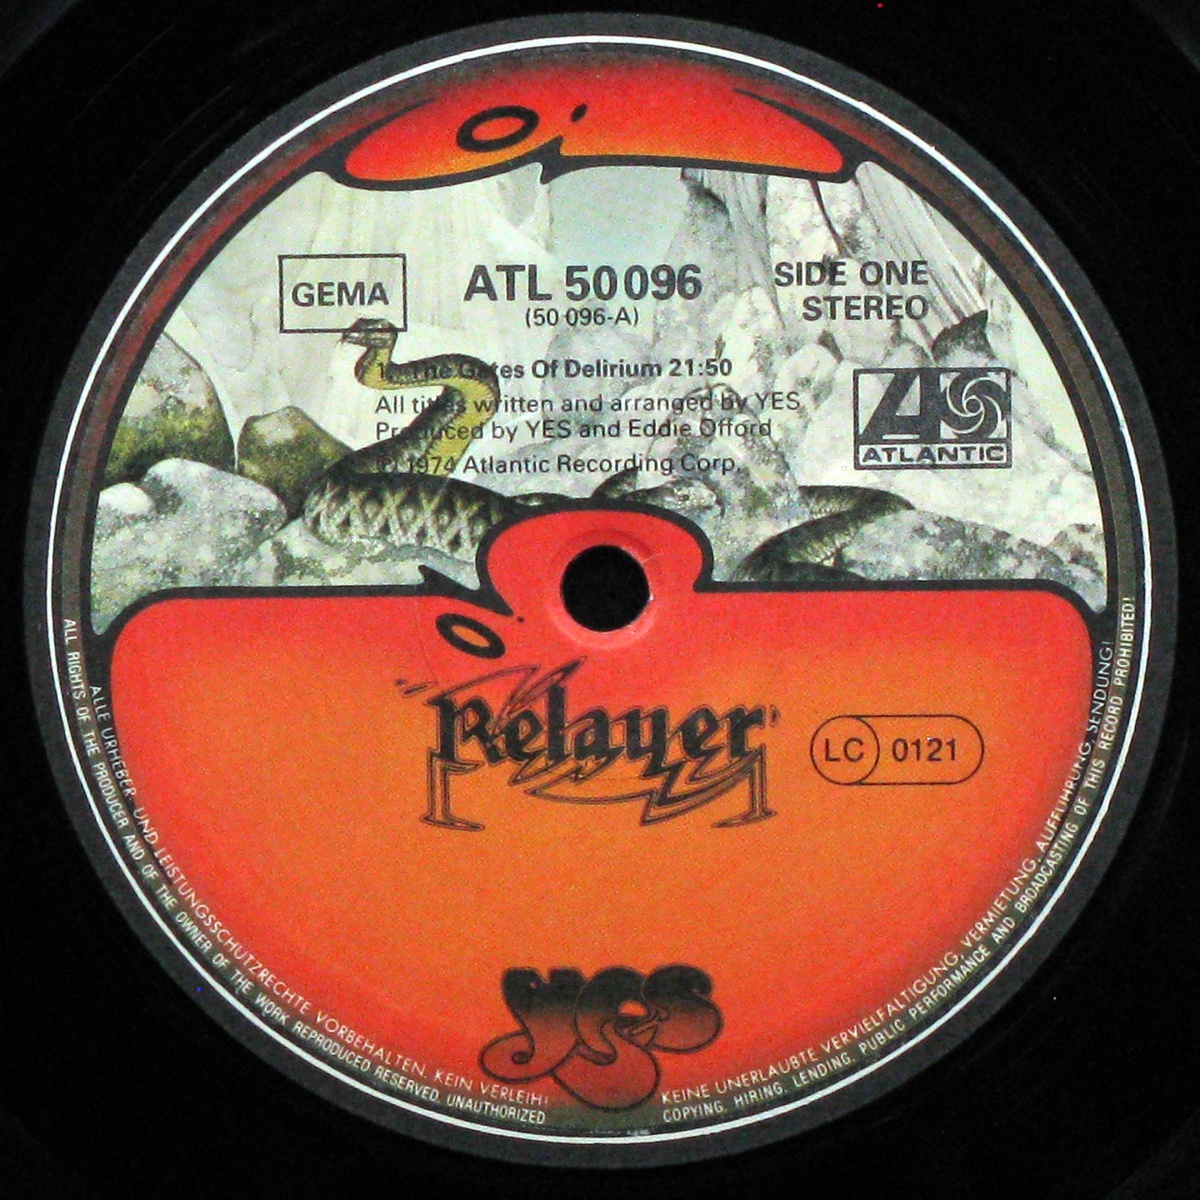 GEMA
ATL 50 096
(50 096-A)
SIDE ONE
STEREO
1. The Gates Of Delirium 21:50
All titles written and arranged by YES
Produced by YES and Eddie Offord
Ⓟ 1974 Atlantic Recording Corp.
ATLANTIC
Relayer
LC 0121
yes
ALLE URHEBER- UND LEISTUNGSSCHUTZRECHTE VORBEHALTEN. KEIN VERLEIH!
KEINE UNERLAUBTE VERVIELFÄLTIGUNG, VERMIETUNG, AUFFÜHRUNG, SENDUNG!
ALL RIGHTS OF THE PRODUCER AND OF THE OWNER OF THE WORK REPRODUCED RESERVED. UNAUTHORIZED
COPYING, HIRING, LENDING, PUBLIC PERFORMANCE AND BROADCASTING OF THIS RECORD PROHIBITED!